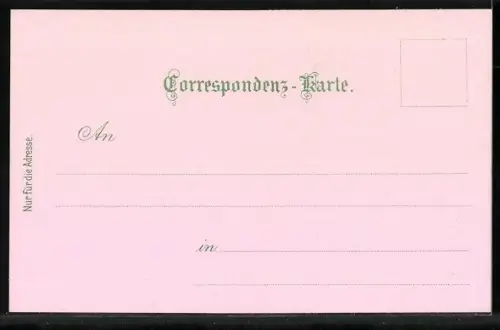 Correspondenz-Karte.
An
in
Nur für die Adresse.